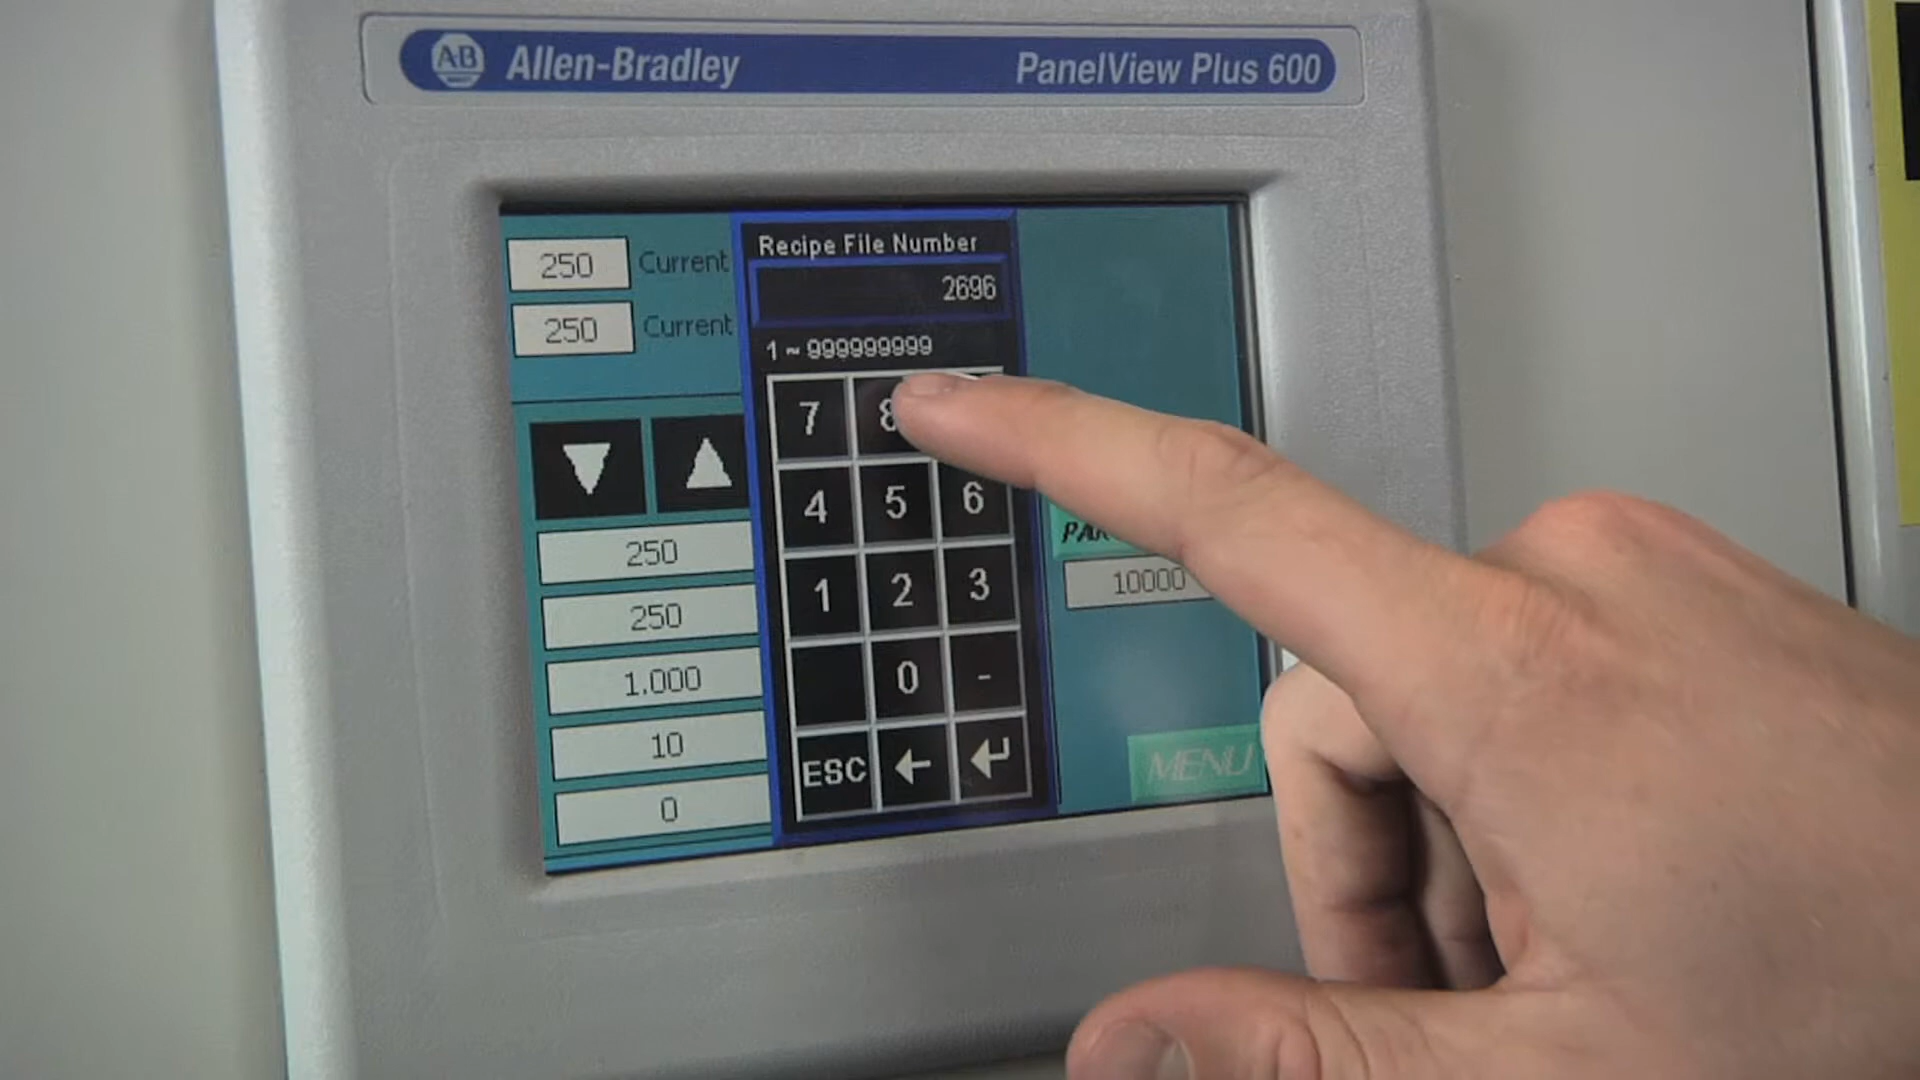 AB Allen-Bradley PanelView Plus 600
250 Current
250 Current
Recipe File Number
2696
1 ~ 999999999
7 8
4 5 6
1 2 3
0 -
ESC
250
250
1.000
10
0
10000
MENU